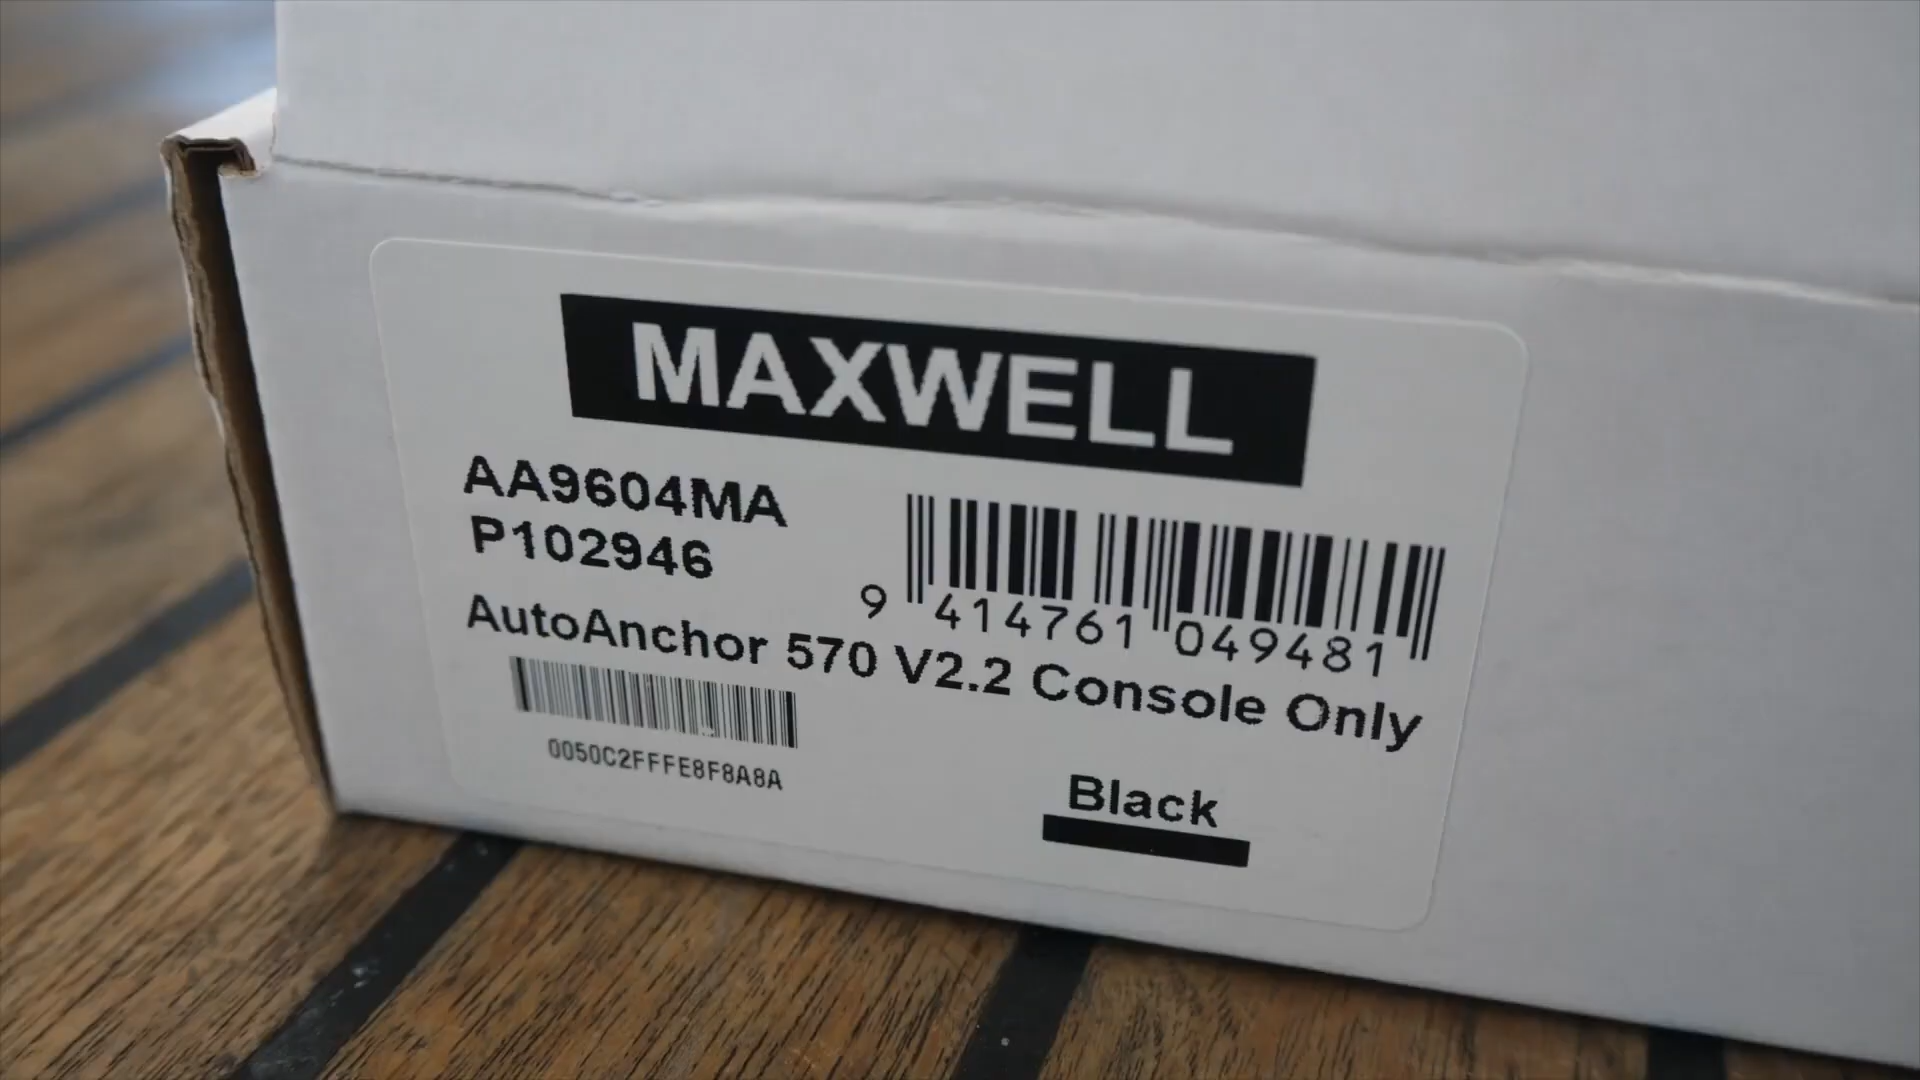 MAXWELL
AA9604MA
P102946
9 414761 049481
AutoAnchor 570 V2.2 Console Only
0050C2FFFE8F8A8A
Black